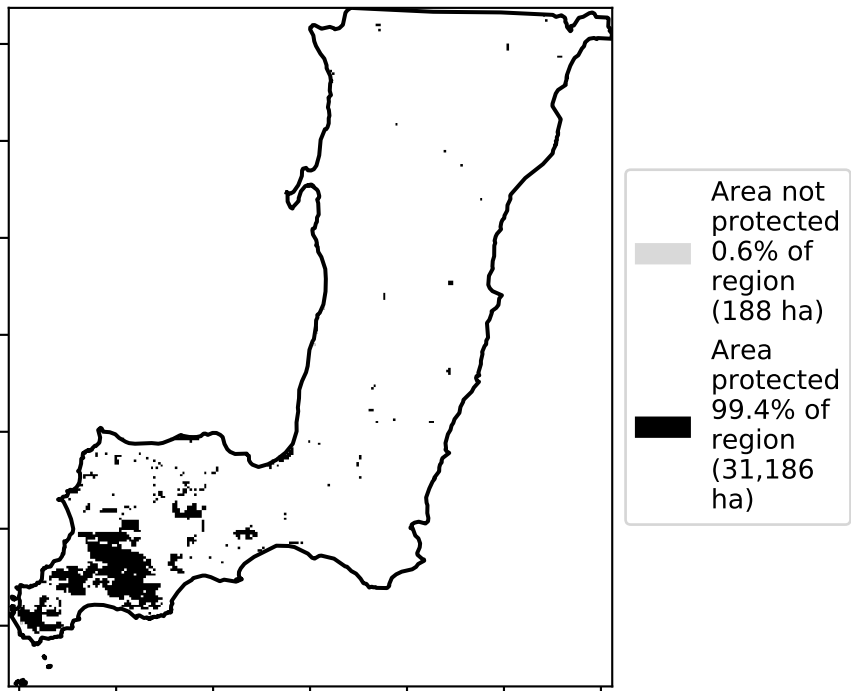 Area not
protected
0.6% of
region
(188 ha)
Area
protected
99.4% of
region
(31,186
ha)